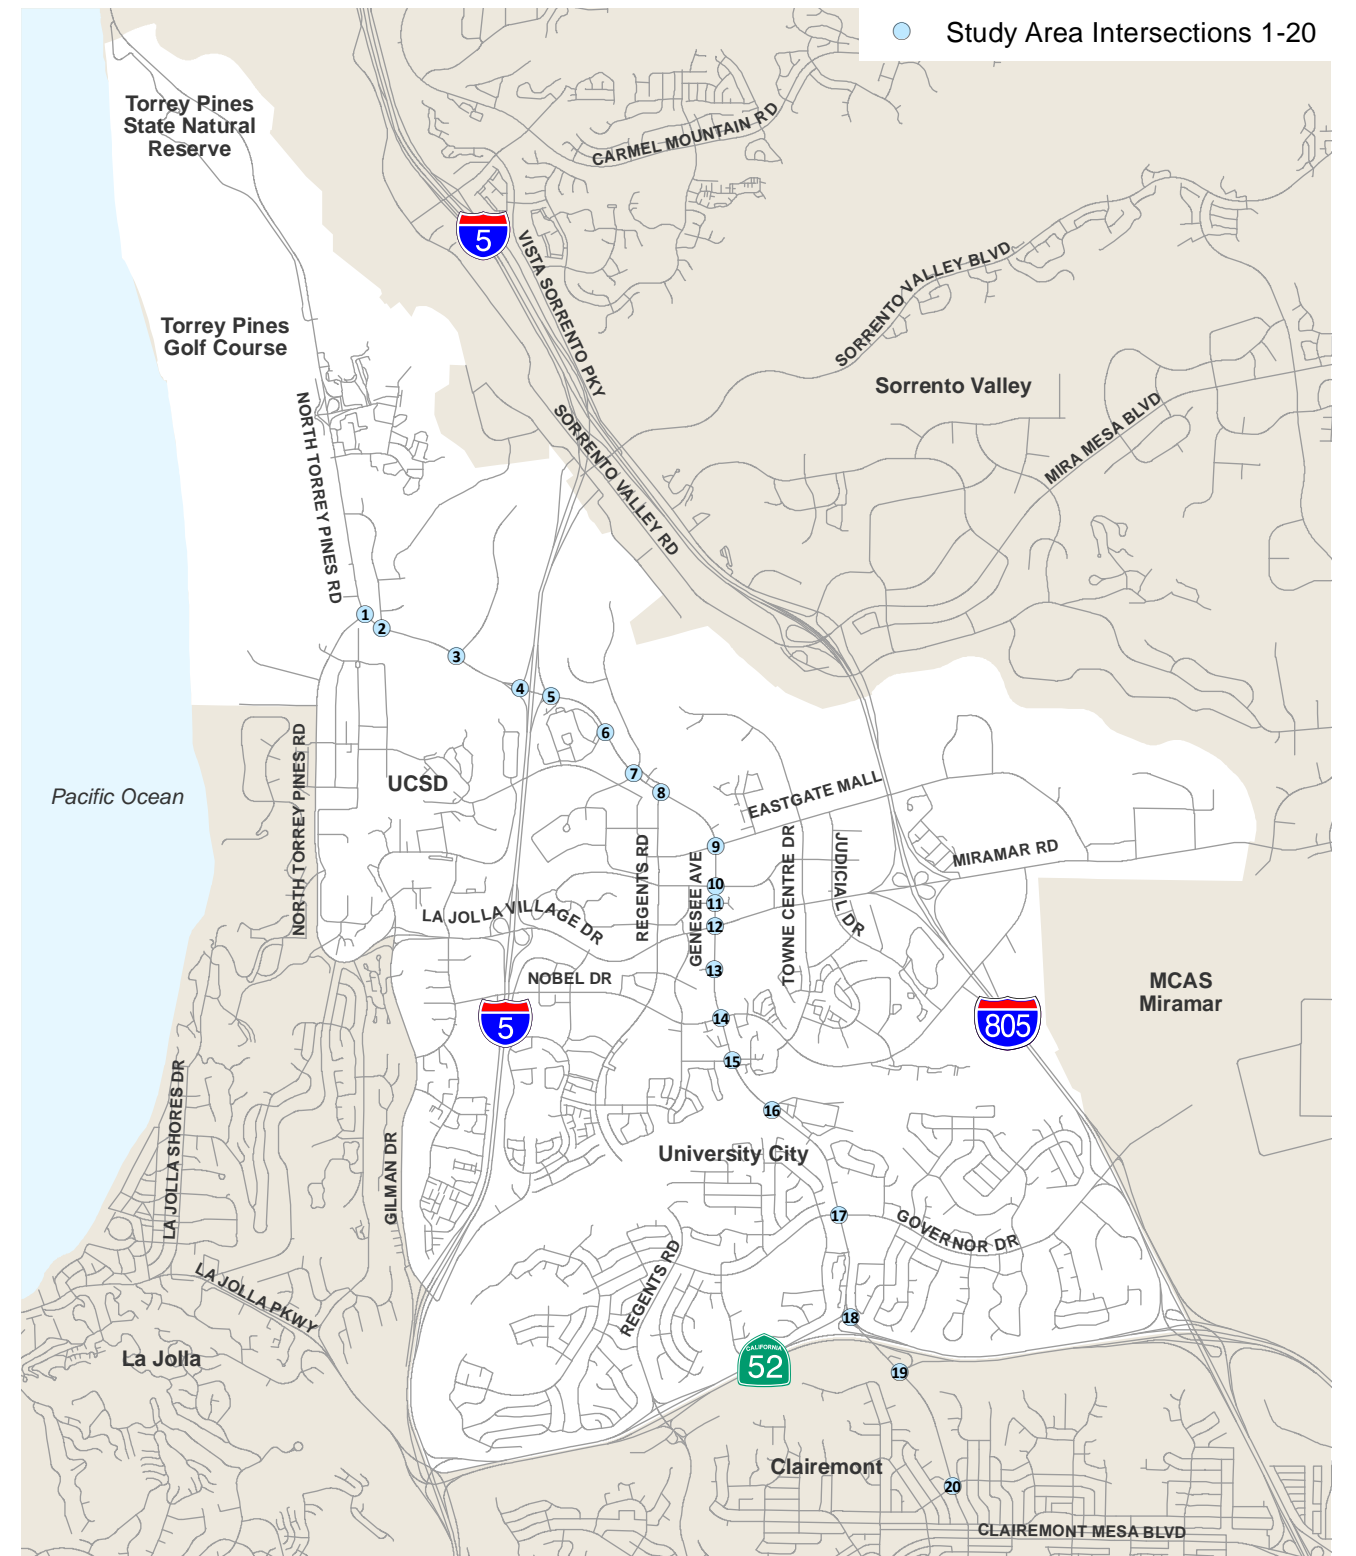 Study Area Intersections 1-20
Torrey Pines
State Natural
Reserve
CARMEL MOUNTAIN RD
5
VISTA SORRENTO PKY
SORRENTO VALLEY BLVD
Torrey Pines
Golf Course
Sorrento Valley
NORTH TORREY PINES RD
MIRA MESA BLVD
SORRENTO VALLEY RD
1
2
3
4
5
6
7
8
NORTH TORREY PINES RD
UCSD
Pacific Ocean
EASTGATE MALL
9
REGENTS RD
GENESEE AVE
TOWNE CENTRE DR
JUDICIAL DR
MIRAMAR RD
10
11
12
LA JOLLA VILLAGE DR
13
NOBEL DR
MCAS
Miramar
5
14
805
15
16
LA JOLLA SHORES DR
GILMAN DR
University City
17
GOVERNOR DR
REGENTS RD
LA JOLLA PKWY
18
La Jolla
CALIFORNIA
52
19
Clairemont
20
CLAIREMONT MESA BLVD